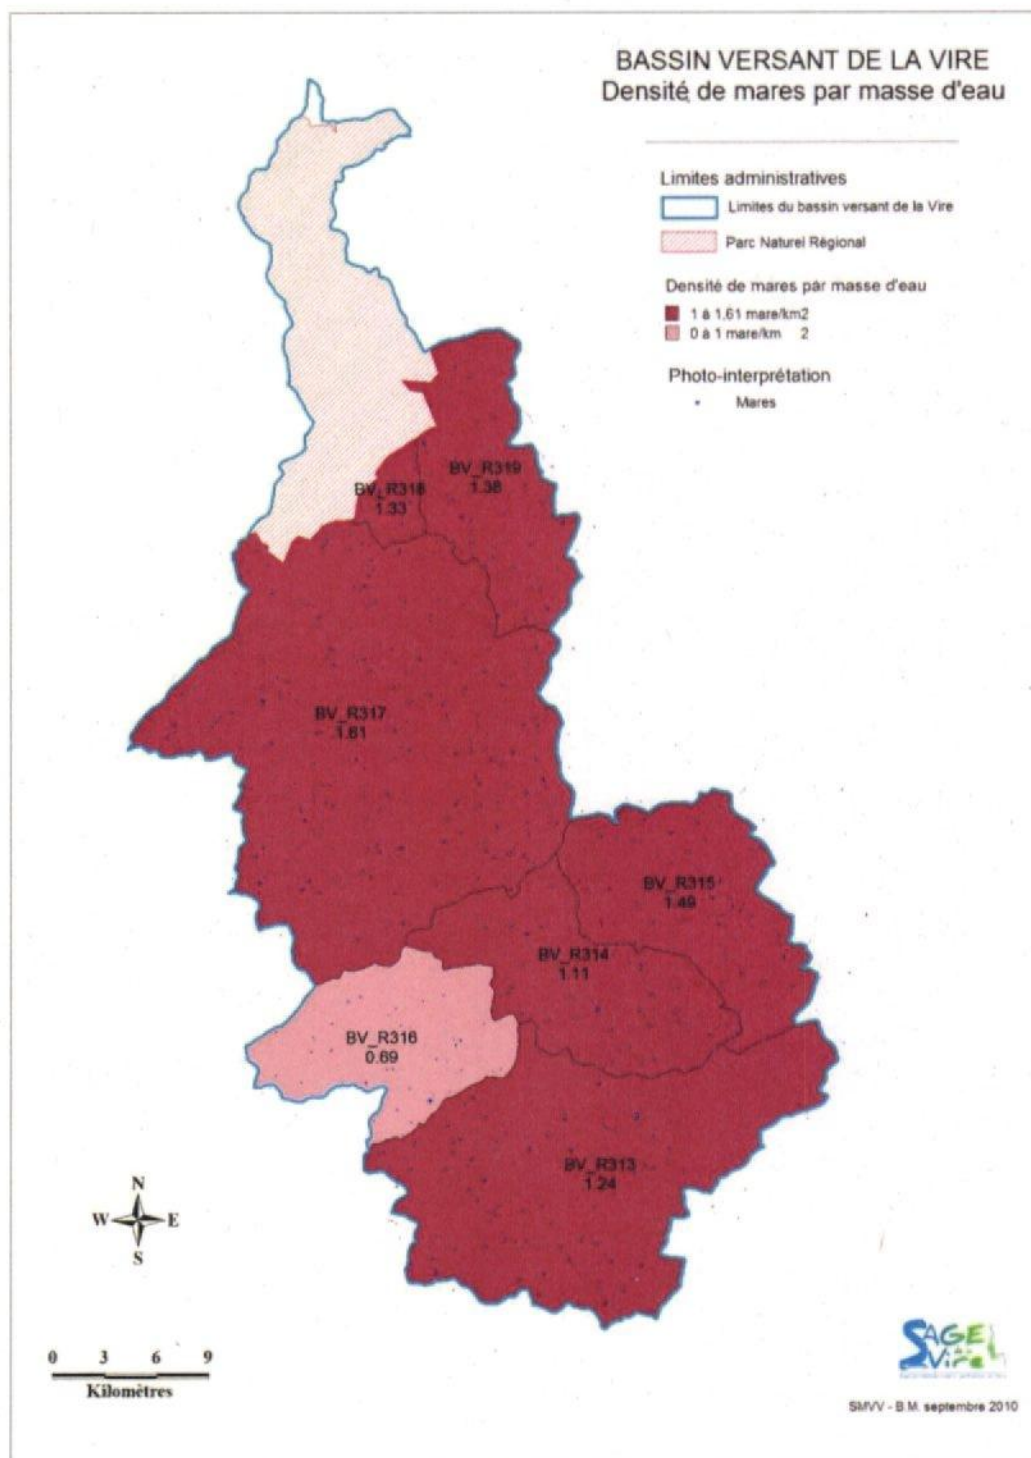 BASSIN VERSANT DE LA VIRE
Densité de mares par masse d'eau
Limites administratives
Limites du bassin versant de la Vire
Parc Naturel Régional
Densité de mares par masse d'eau
1 à 1,61 mare/km2
0 à 1 mare/km 2
Photo-interprétation
Mares
BV_R319
1.38
BV_R318
1.33
BV_R317
1.61
BV_R315
1.49
BV_R314
1.11
BV_R316
0.69
BV_R313
1.24
N
W E
S
0 3 6 9
Kilomètres
SAGE
Vire
SMVV - B.M. septembre 2010